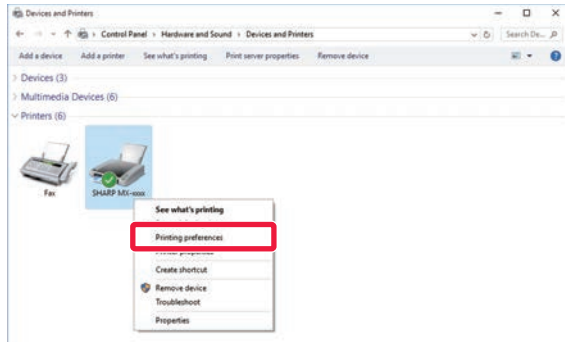 Devices and Printers
Control Panel › Hardware and Sound › Devices and Printers
Search De...
Add a device Add a printer See what's printing Print server properties Remove device
Devices (3)
Multimedia Devices (6)
Printers (6)
Fax
SHARP MX-xxxx
See what's printing
Printing preferences
Create shortcut
Remove device
Troubleshoot
Properties